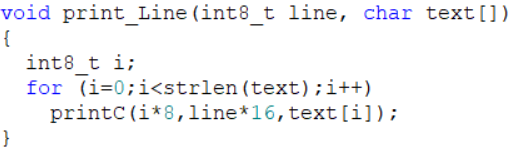 void print_Line(int8_t line, char text[])
{
  int8_t i;
  for (i=0;i<strlen(text);i++)
    printC(i*8,line*16,text[i]);
}